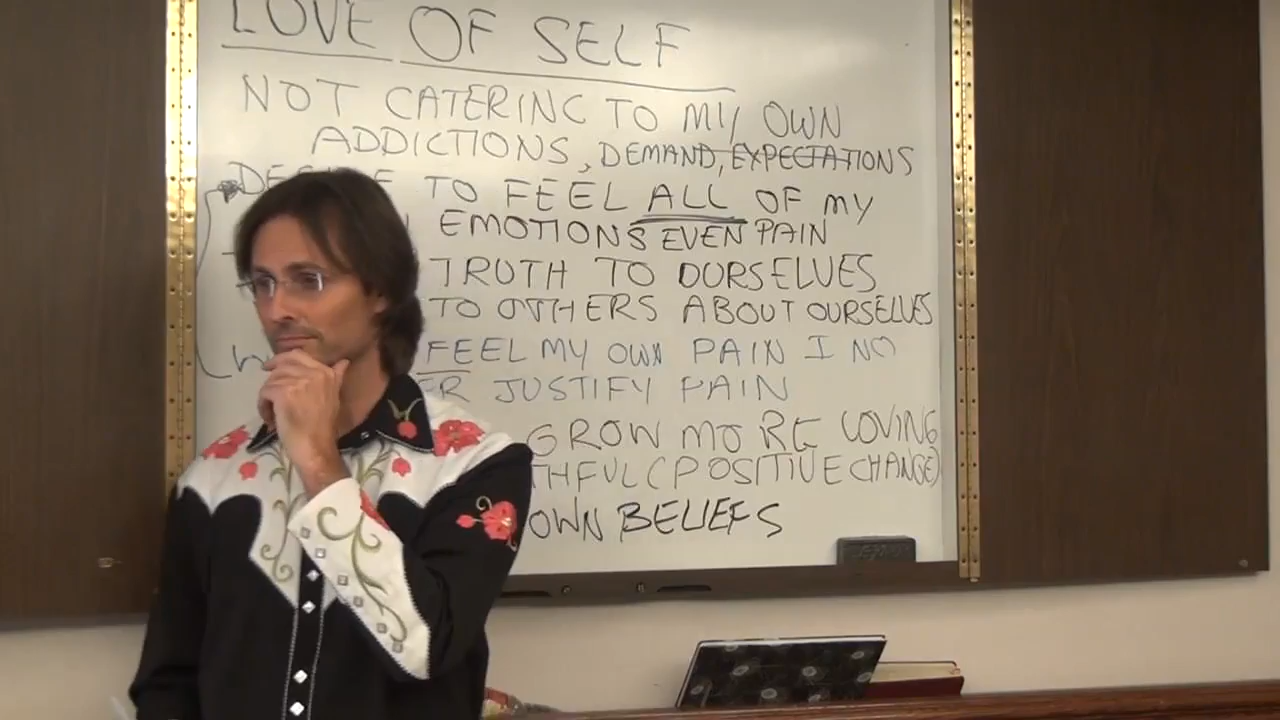 LOVE OF SELF
NOT CATERING TO MY OWN
ADDICTIONS, DEMAND, EXPECTATIONS
TO FEEL ALL OF MY
EMOTIONS EVEN PAIN
TRUTH TO OURSELVES
TO OTHERS ABOUT OURSELVES
FEEL MY OWN PAIN I NO
JUSTIFY PAIN
GROW MORE LOVING
(POSITIVE CHANGE)
OWN BELIEFS